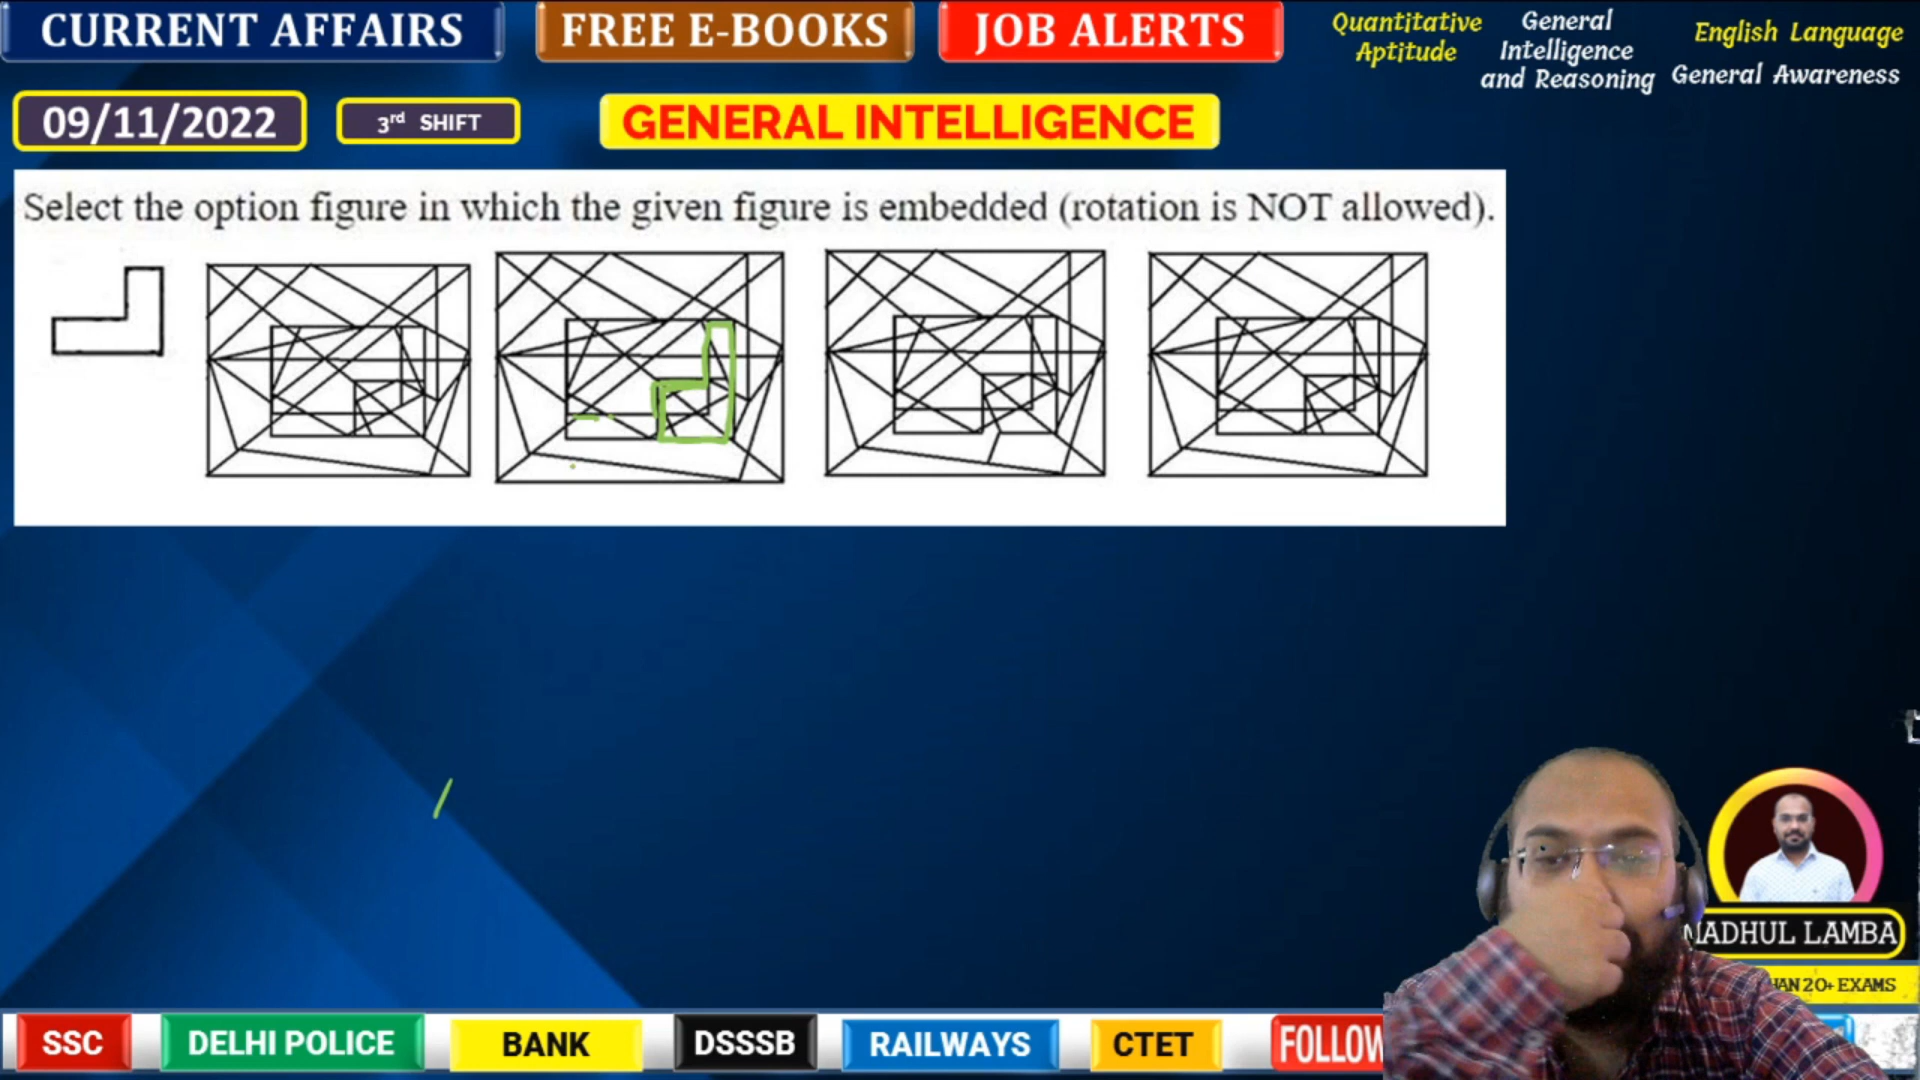 CURRENT AFFAIRS
FREE E-BOOKS
JOB ALERTS
Quantitative
Aptitude
General
Intelligence
and Reasoning
English Language
General Awareness
09/11/2022
3rd SHIFT
GENERAL INTELLIGENCE
Select the option figure in which the given figure is embedded (rotation is NOT allowed).
NADHUL LAMBA
20+ EXAMS
SSC
DELHI POLICE
BANK
DSSSB
RAILWAYS
CTET
FOLLOW